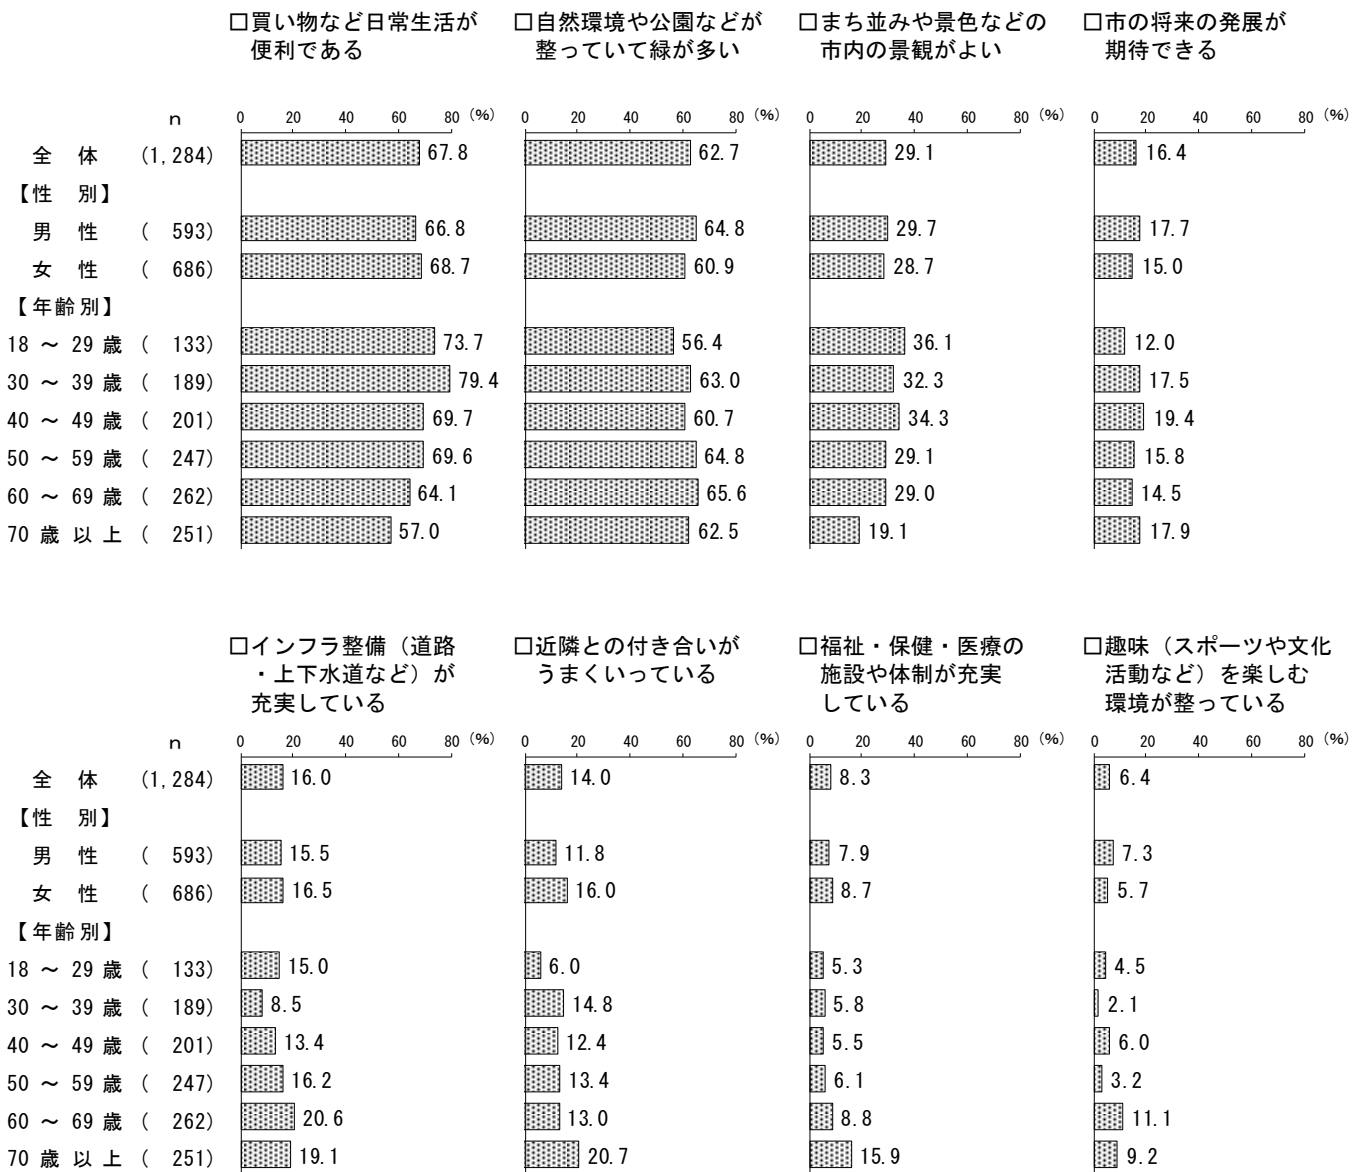 □買い物など日常生活が
便利である
□自然環境や公園などが
整っていて緑が多い
□まち並みや景色などの
市内の景観がよい
□市の将来の発展が
期待できる
n 0 20 40 60 80 (%) 0 20 40 60 80 (%) 0 20 40 60 80 (%) 0 20 40 60 80 (%)
全 体 (1,284) 67.8 62.7 29.1 16.4
【性 別】
男 性 ( 593) 66.8 64.8 29.7 17.7
女 性 ( 686) 68.7 60.9 28.7 15.0
【年齢別】
18 ～ 29 歳 ( 133) 73.7 56.4 36.1 12.0
30 ～ 39 歳 ( 189) 79.4 63.0 32.3 17.5
40 ～ 49 歳 ( 201) 69.7 60.7 34.3 19.4
50 ～ 59 歳 ( 247) 69.6 64.8 29.1 15.8
60 ～ 69 歳 ( 262) 64.1 65.6 29.0 14.5
70 歳 以 上 ( 251) 57.0 62.5 19.1 17.9
□インフラ整備（道路
・上下水道など）が
充実している
□近隣との付き合いが
うまくいっている
□福祉・保健・医療の
施設や体制が充実
している
□趣味（スポーツや文化
活動など）を楽しむ
環境が整っている
n 0 20 40 60 80 (%) 0 20 40 60 80 (%) 0 20 40 60 80 (%) 0 20 40 60 80 (%)
全 体 (1,284) 16.0 14.0 8.3 6.4
【性 別】
男 性 ( 593) 15.5 11.8 7.9 7.3
女 性 ( 686) 16.5 16.0 8.7 5.7
【年齢別】
18 ～ 29 歳 ( 133) 15.0 6.0 5.3 4.5
30 ～ 39 歳 ( 189) 8.5 14.8 5.8 2.1
40 ～ 49 歳 ( 201) 13.4 12.4 5.5 6.0
50 ～ 59 歳 ( 247) 16.2 13.4 6.1 3.2
60 ～ 69 歳 ( 262) 20.6 13.0 8.8 11.1
70 歳 以 上 ( 251) 19.1 20.7 15.9 9.2